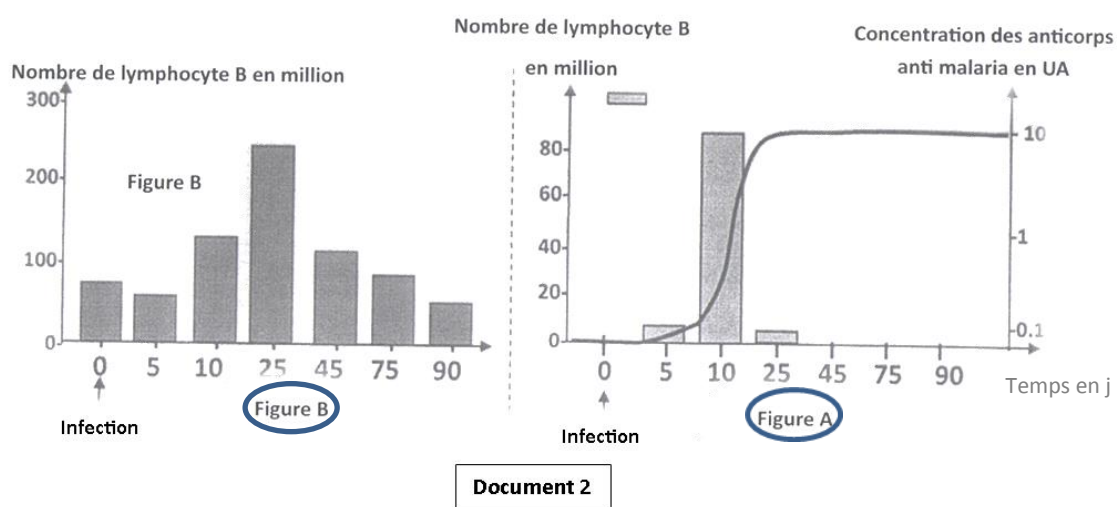 Nombre de lymphocyte B en million
300
200
100
0
Figure B
0 5 10 25 45 75 90
Infection
Figure B
Nombre de lymphocyte B
en million
80
60
40
20
0
Concentration des anticorps
anti malaria en UA
10
1
0.1
0 5 10 25 45 75 90
Temps en j
Infection
Figure A
Document 2